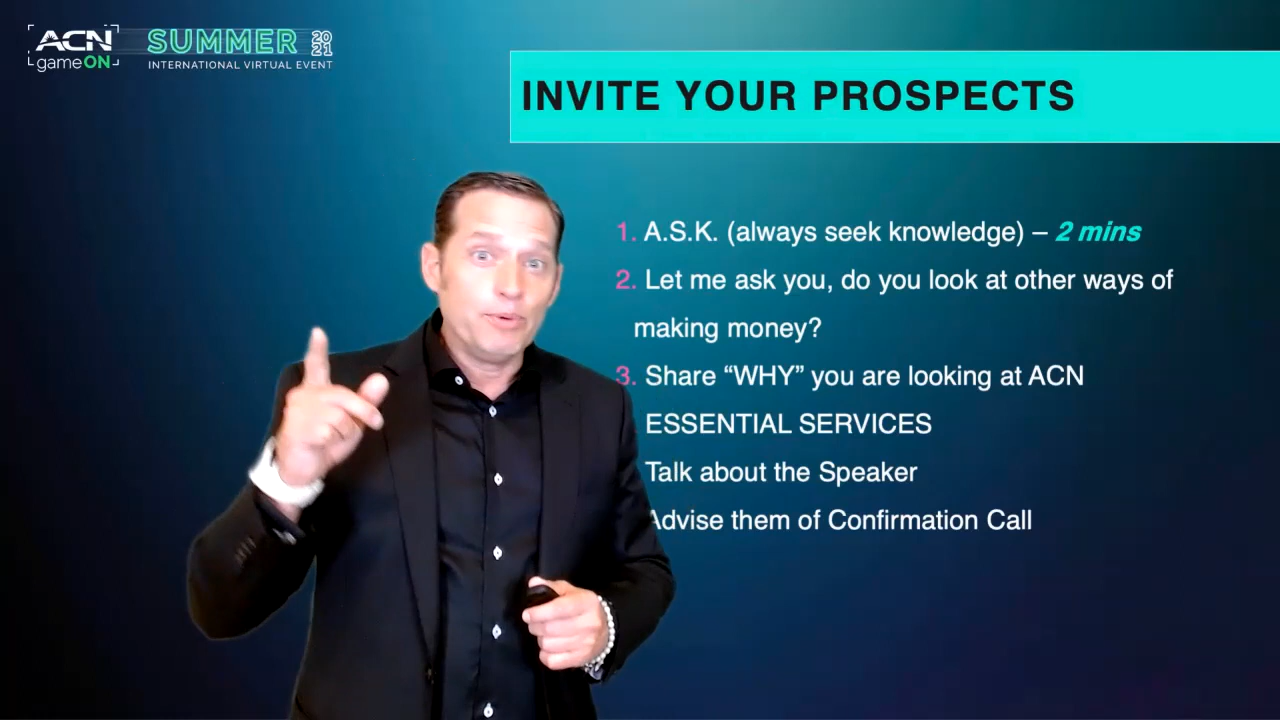 ACN
gameON
SUMMER 2021
INTERNATIONAL VIRTUAL EVENT
INVITE YOUR PROSPECTS
1. A.S.K. (always seek knowledge) – 2 mins
2. Let me ask you, do you look at other ways of
making money?
3. Share “WHY” you are looking at ACN
ESSENTIAL SERVICES
Talk about the Speaker
Advise them of Confirmation Call